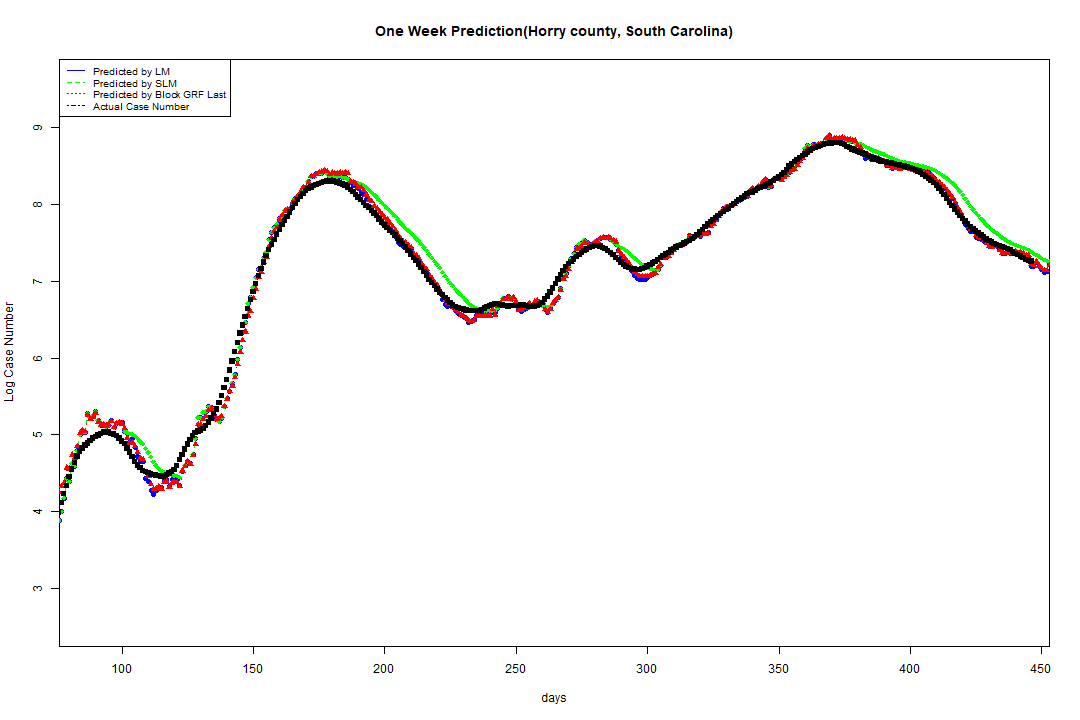 One Week Prediction(Horry county, South Carolina)
Predicted by LM
Predicted by SLM
Predicted by Block GRF Last
Actual Case Number
9
8
7
6
5
4
3
Log Case Number
100 150 200 250 300 350 400 450
days